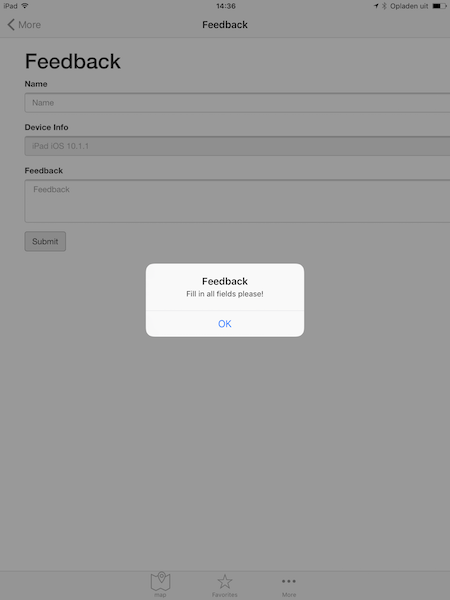 iPad 14:36 Opladen uit
More Feedback
Feedback
Name
Name
Device Info
iPad iOS 10.1.1
Feedback
Feedback
Submit
Feedback
Fill in all fields please!
OK
map Favorites More